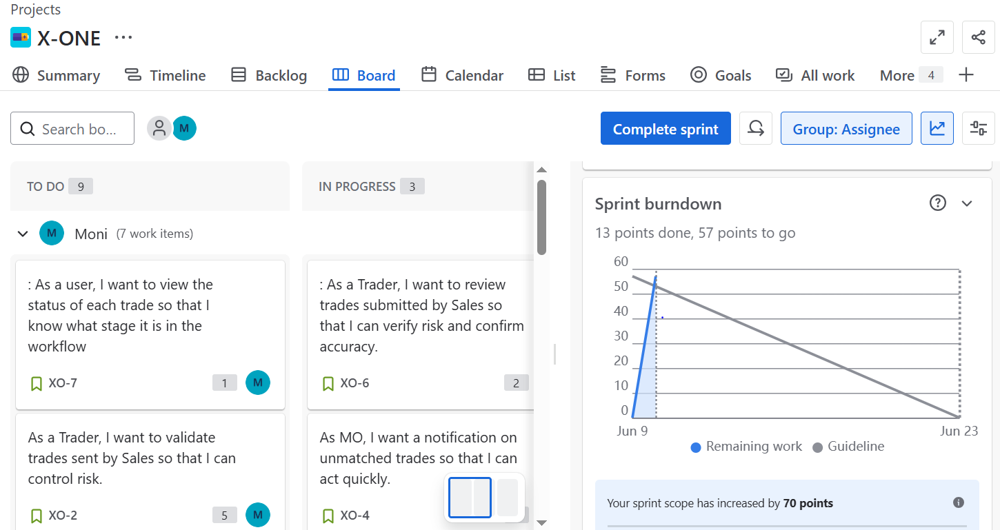 Projects
X-ONE
Summary
Timeline
Backlog
Board
Calendar
List
Forms
Goals
All work
More 4
Search bo...
M
Complete sprint
Group: Assignee
TO DO 9
IN PROGRESS 3
M Moni (7 work items)
: As a user, I want to view the
status of each trade so that I
know what stage it is in the
workflow
XO-7 1 M
As a Trader, I want to validate
trades sent by Sales so that I can
control risk.
XO-2 5 M
: As a Trader, I want to review
trades submitted by Sales so
that I can verify risk and confirm
accuracy.
XO-6 2
As MO, I want a notification on
unmatched trades so that I can
act quickly.
XO-4
Sprint burndown
13 points done, 57 points to go
60
50
40
30
20
10
0
Jun 9 Jun 23
Remaining work Guideline
Your sprint scope has increased by 70 points